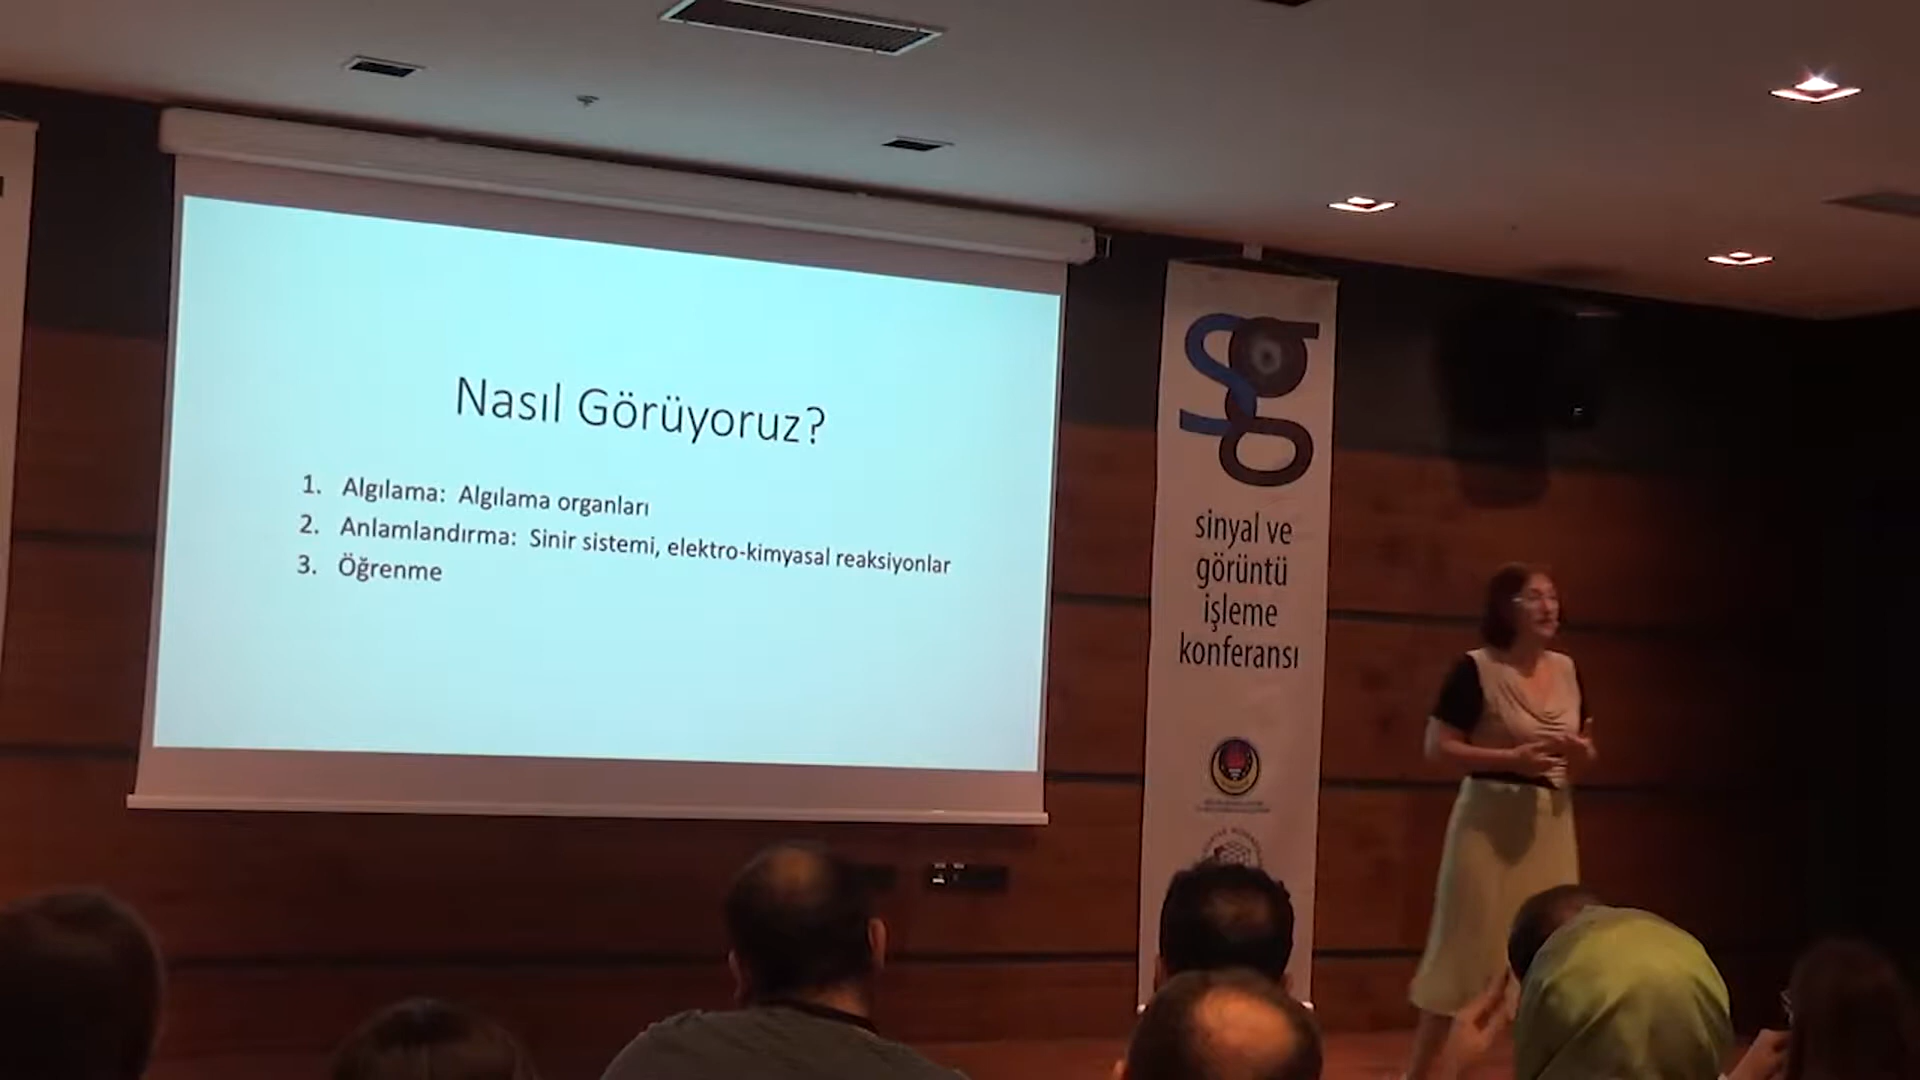 Nasıl Görüyoruz?
1. Algılama: Algılama organları
2. Anlamlandırma: Sinir sistemi, elektro-kimyasal reaksiyonlar
3. Öğrenme
sg
sinyal ve
görüntü
işleme
konferansı